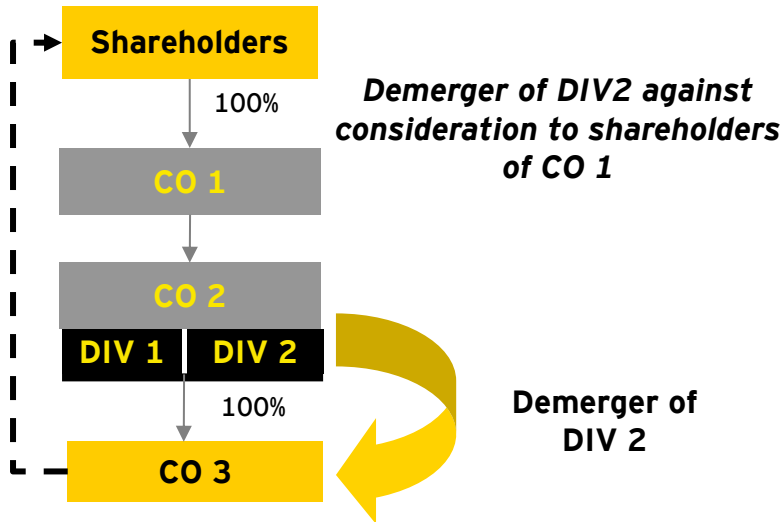 Shareholders
100%
Demerger of DIV2 against
consideration to shareholders
of CO 1
CO 1
CO 2
DIV 1
DIV 2
100%
Demerger of
DIV 2
CO 3